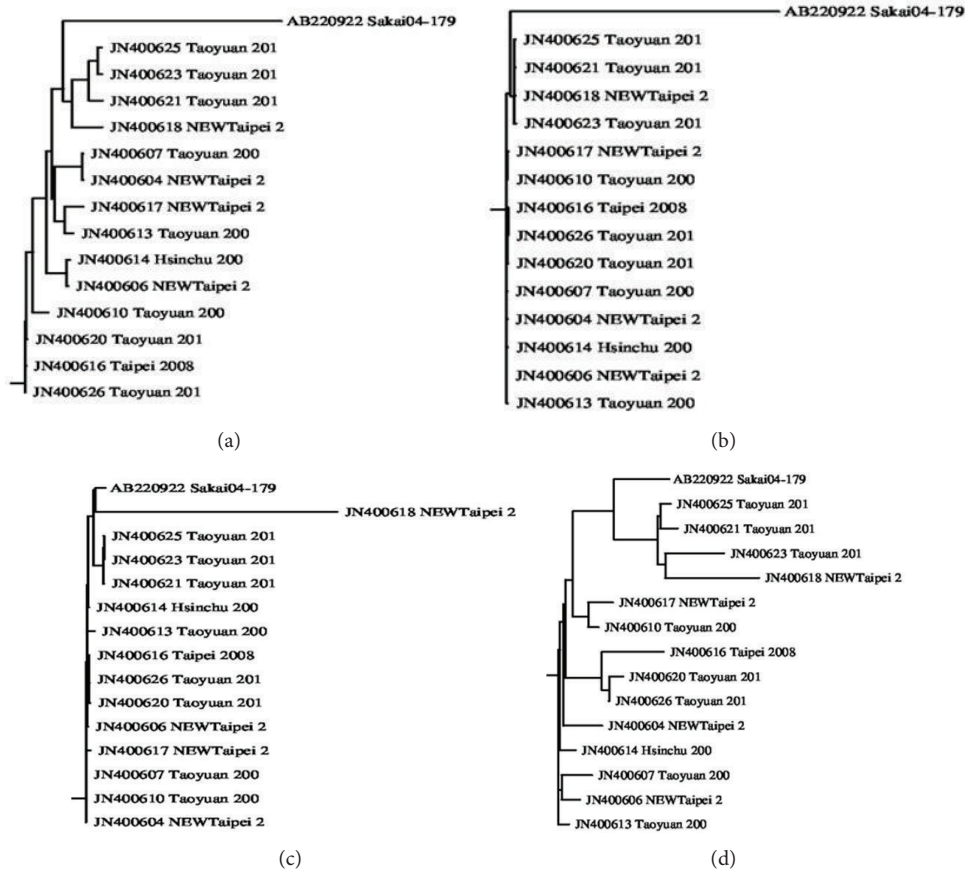 AB220922 Sakai04-179
JN400625 Taoyuan 201
JN400623 Taoyuan 201
JN400621 Taoyuan 201
JN400618 NEWTaipei 2
JN400607 Taoyuan 200
JN400604 NEWTaipei 2
JN400617 NEWTaipei 2
JN400613 Taoyuan 200
JN400614 Hsinchu 200
JN400606 NEWTaipei 2
JN400610 Taoyuan 200
JN400620 Taoyuan 201
JN400616 Taipei 2008
JN400626 Taoyuan 201
(a)
AB220922 Sakai04-179
JN400625 Taoyuan 201
JN400621 Taoyuan 201
JN400618 NEWTaipei 2
JN400623 Taoyuan 201
JN400617 NEWTaipei 2
JN400610 Taoyuan 200
JN400616 Taipei 2008
JN400626 Taoyuan 201
JN400620 Taoyuan 201
JN400607 Taoyuan 200
JN400604 NEWTaipei 2
JN400614 Hsinchu 200
JN400606 NEWTaipei 2
JN400613 Taoyuan 200
(b)
AB220922 Sakai04-179
JN400618 NEWTaipei 2
JN400625 Taoyuan 201
JN400623 Taoyuan 201
JN400621 Taoyuan 201
JN400614 Hsinchu 200
JN400613 Taoyuan 200
JN400616 Taipei 2008
JN400626 Taoyuan 201
JN400620 Taoyuan 201
JN400606 NEWTaipei 2
JN400617 NEWTaipei 2
JN400607 Taoyuan 200
JN400610 Taoyuan 200
JN400604 NEWTaipei 2
(c)
AB220922 Sakai04-179
JN400625 Taoyuan 201
JN400621 Taoyuan 201
JN400623 Taoyuan 201
JN400618 NEWTaipei 2
JN400617 NEWTaipei 2
JN400610 Taoyuan 200
JN400616 Taipei 2008
JN400620 Taoyuan 201
JN400626 Taoyuan 201
JN400604 NEWTaipei 2
JN400614 Hsinchu 200
JN400607 Taoyuan 200
JN400606 NEWTaipei 2
JN400613 Taoyuan 200
(d)